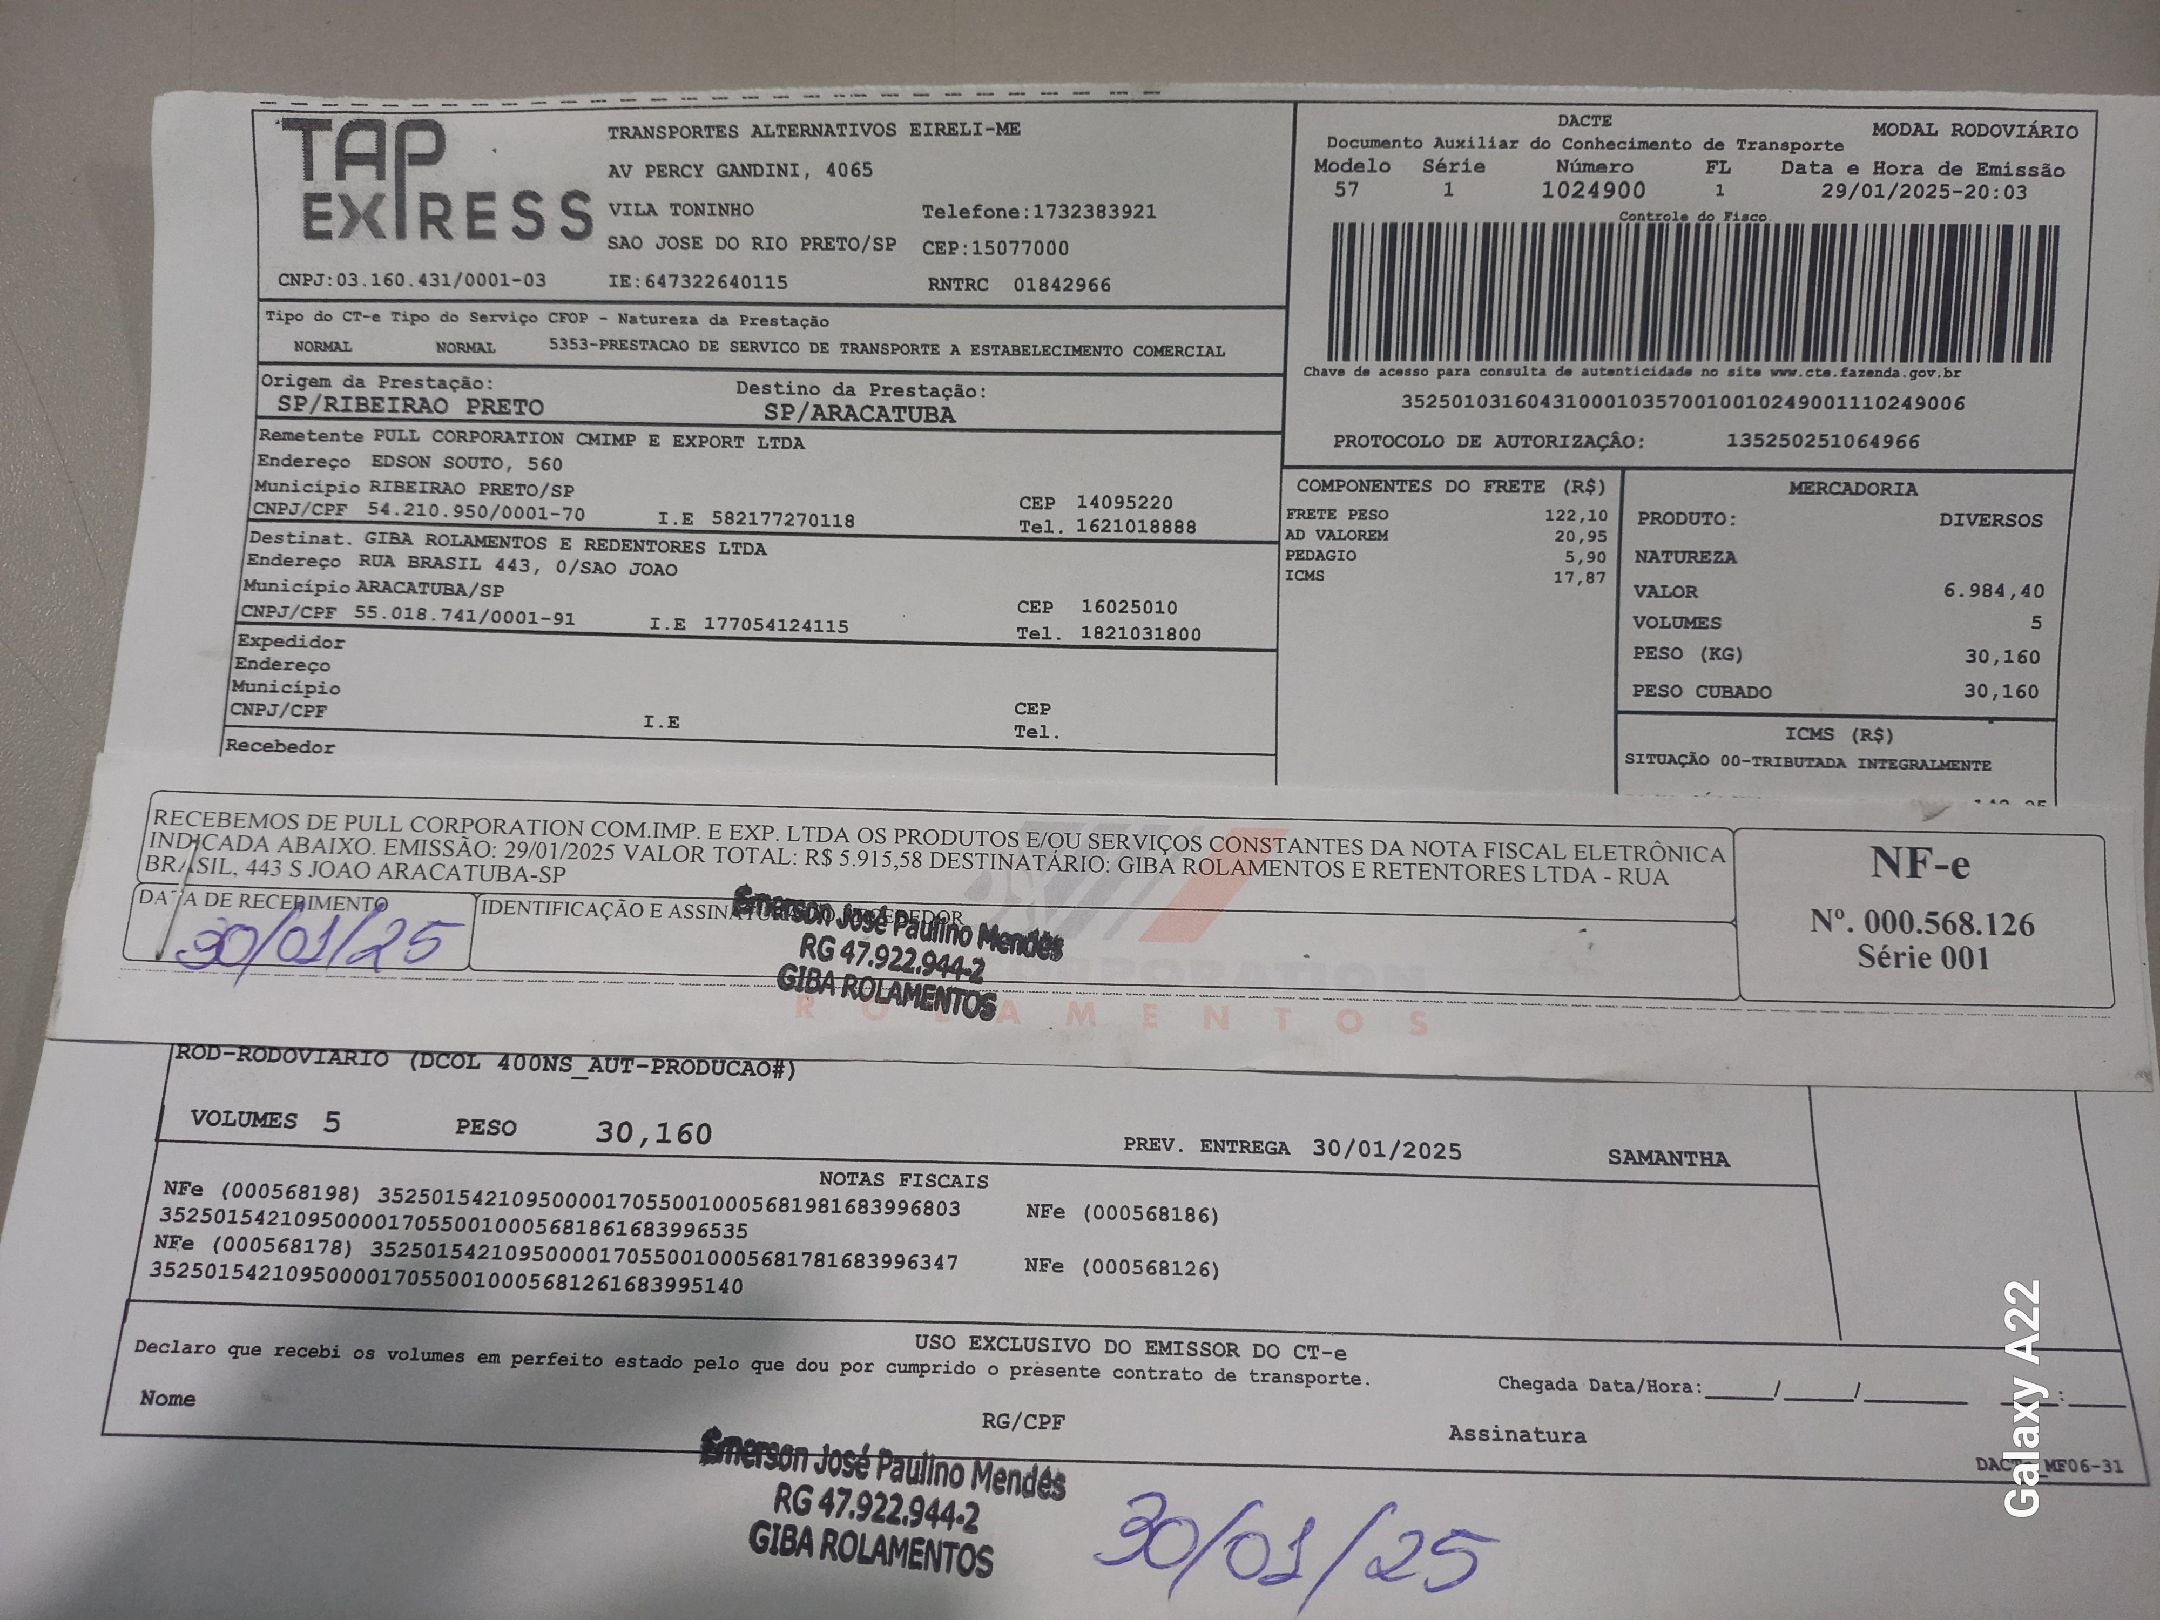 TAP EXPRESS
TRANSPORTES ALTERNATIVOS EIRELI-ME
AV PERCY GANDINI, 4065
VILA TONINHO Telefone:1732383921
SAO JOSE DO RIO PRETO/SP CEP:15077000
CNPJ:03.160.431/0001-03 IE:647322640115 RNTRC 01842966
DACTE MODAL RODOVIÁRIO
Documento Auxiliar do Conhecimento de Transporte
Modelo Série Número FL Data e Hora de Emissão
57 1 1024900 1 29/01/2025-20:03
Controle do Fisco
Chave de acesso para consulta de autenticidade no site www.cte.fazenda.gov.br
35250103160431000103570010010249001110249006
PROTOCOLO DE AUTORIZAÇÂO: 135250251064966
Tipo do CT-e Tipo do Serviço CFOP - Natureza da Prestação
NORMAL NORMAL 5353-PRESTACAO DE SERVICO DE TRANSPORTE A ESTABELECIMENTO COMERCIAL
Origem da Prestação: Destino da Prestação:
SP/RIBEIRAO PRETO SP/ARACATUBA
Remetente PULL CORPORATION CMIMP E EXPORT LTDA
Endereço EDSON SOUTO, 560
Município RIBEIRAO PRETO/SP CEP 14095220
CNPJ/CPF 54.210.950/0001-70 I.E 582177270118 Tel. 1621018888
Destinat. GIBA ROLAMENTOS E REDENTORES LTDA
Endereço RUA BRASIL 443, 0/SAO JOAO
Município ARACATUBA/SP CEP 16025010
CNPJ/CPF 55.018.741/0001-91 I.E 177054124115 Tel. 1821031800
Expedidor
Endereço
Município CEP
CNPJ/CPF I.E Tel.
Recebedor
COMPONENTES DO FRETE (R$)
FRETE PESO 122,10
AD VALOREM 20,95
PEDAGIO 5,90
ICMS 17,87
MERCADORIA
PRODUTO: DIVERSOS
NATUREZA
VALOR 6.984,40
VOLUMES 5
PESO (KG) 30,160
PESO CUBADO 30,160
ICMS (R$)
SITUAÇÃO 00-TRIBUTADA INTEGRALMENTE
RECEBEMOS DE PULL CORPORATION COM.IMP. E EXP. LTDA OS PRODUTOS E/OU SERVIÇOS CONSTANTES DA NOTA FISCAL ELETRÔNICA
INDICADA ABAIXO. EMISSÃO: 29/01/2025 VALOR TOTAL: R$ 5.915,58 DESTINATÁRIO: GIBA ROLAMENTOS E RETENTORES LTDA - RUA
BRASIL, 443 S JOAO ARACATUBA-SP
DATA DE RECEBIMENTO IDENTIFICAÇÃO E ASSINATURA DO RECEBEDOR
30/01/25
Emerson José Paulino Mendes
RG 47.922.944-2
GIBA ROLAMENTOS
ROLAMENTOS
NF-e
Nº. 000.568.126
Série 001
ROD-RODOVIARIO (DCOL 400NS_AUT-PRODUCAO#)
VOLUMES 5 PESO 30,160 PREV. ENTREGA 30/01/2025 SAMANTHA
NOTAS FISCAIS
NFe (000568198) 35250154210950000170550010005681981683996803 NFe (000568186)
35250154210950000170550010005681861683996535
NFe (000568178) 35250154210950000170550010005681781683996347 NFe (000568126)
35250154210950000170550010005681261683995140
USO EXCLUSIVO DO EMISSOR DO CT-e
Declaro que recebi os volumes em perfeito estado pelo que dou por cumprido o presente contrato de transporte.
Chegada Data/Hora:____/____/______ ___:___
Nome RG/CPF Assinatura
Emerson José Paulino Mendes
RG 47.922.944-2
GIBA ROLAMENTOS
30/01/25
Galaxy A22